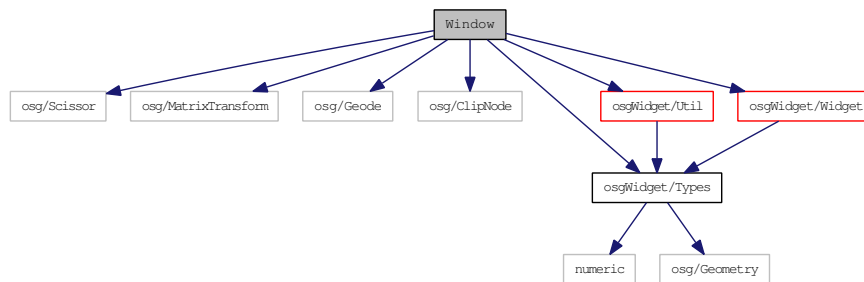 Window
osg/Scissor
osg/MatrixTransform
osg/Geode
osg/ClipNode
osgWidget/Util
osgWidget/Widget
osgWidget/Types
numeric
osg/Geometry